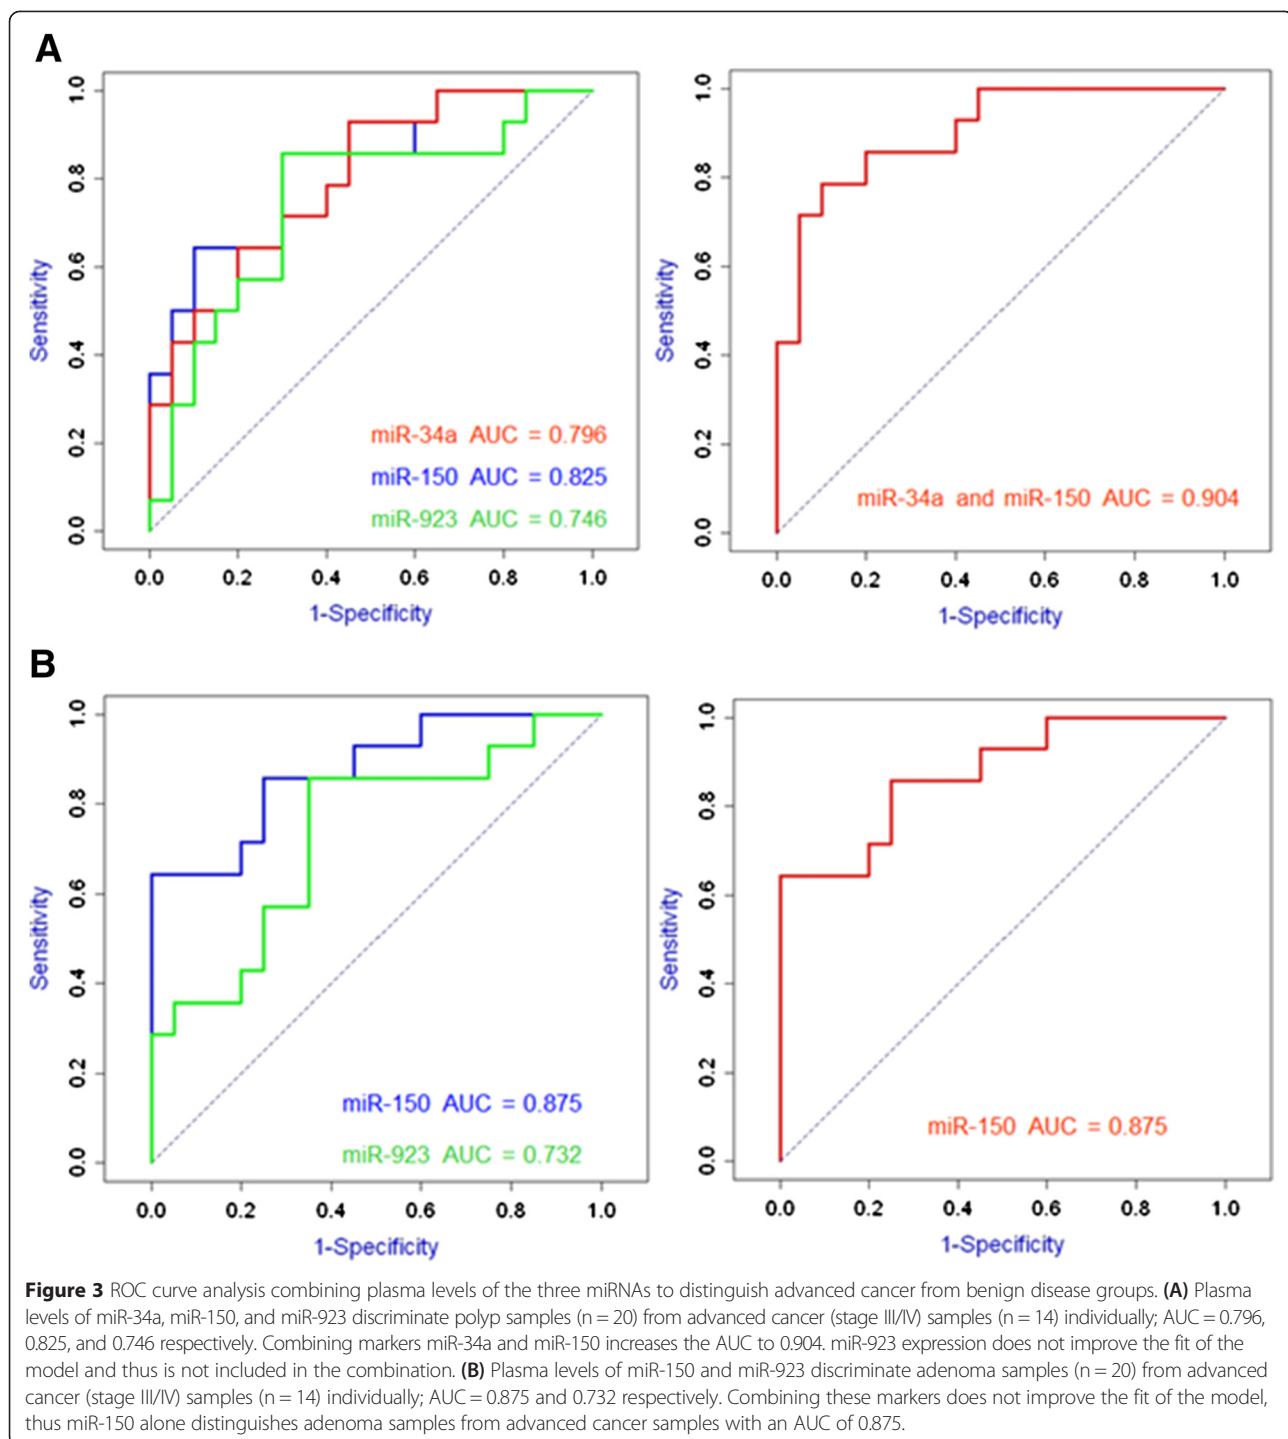 A
1.0
0.8
0.6
0.4
0.2
0.0
Sensitivity
miR-34a AUC = 0.796
miR-150 AUC = 0.825
miR-923 AUC = 0.746
0.0 0.2 0.4 0.6 0.8 1.0
1-Specificity
1.0
0.8
0.6
0.4
0.2
0.0
Sensitivity
miR-34a and miR-150 AUC = 0.904
0.0 0.2 0.4 0.6 0.8 1.0
1-Specificity
B
1.0
0.8
0.6
0.4
0.2
0.0
Sensitivity
miR-150 AUC = 0.875
miR-923 AUC = 0.732
0.0 0.2 0.4 0.6 0.8 1.0
1-Specificity
1.0
0.8
0.6
0.4
0.2
0.0
Sensitivity
miR-150 AUC = 0.875
0.0 0.2 0.4 0.6 0.8 1.0
1-Specificity
Figure 3 ROC curve analysis combining plasma levels of the three miRNAs to distinguish advanced cancer from benign disease groups. (A) Plasma
levels of miR-34a, miR-150, and miR-923 discriminate polyp samples (n = 20) from advanced cancer (stage III/IV) samples (n = 14) individually; AUC = 0.796,
0.825, and 0.746 respectively. Combining markers miR-34a and miR-150 increases the AUC to 0.904. miR-923 expression does not improve the fit of the
model and thus is not included in the combination. (B) Plasma levels of miR-150 and miR-923 discriminate adenoma samples (n = 20) from advanced
cancer (stage III/IV) samples (n = 14) individually; AUC = 0.875 and 0.732 respectively. Combining these markers does not improve the fit of the model,
thus miR-150 alone distinguishes adenoma samples from advanced cancer samples with an AUC of 0.875.